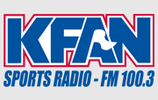 KFAN
SPORTS RADIO - FM 100.3